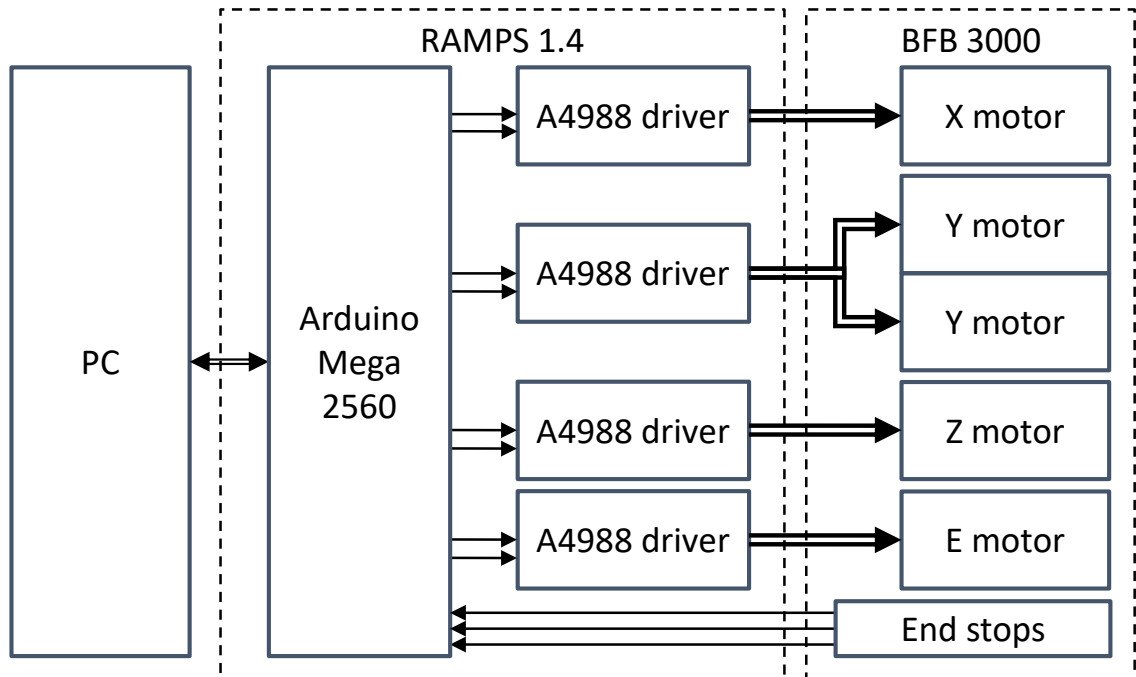 RAMPS 1.4
BFB 3000
PC
Arduino
Mega
2560
A4988 driver
X motor
A4988 driver
Y motor
Y motor
A4988 driver
Z motor
A4988 driver
E motor
End stops